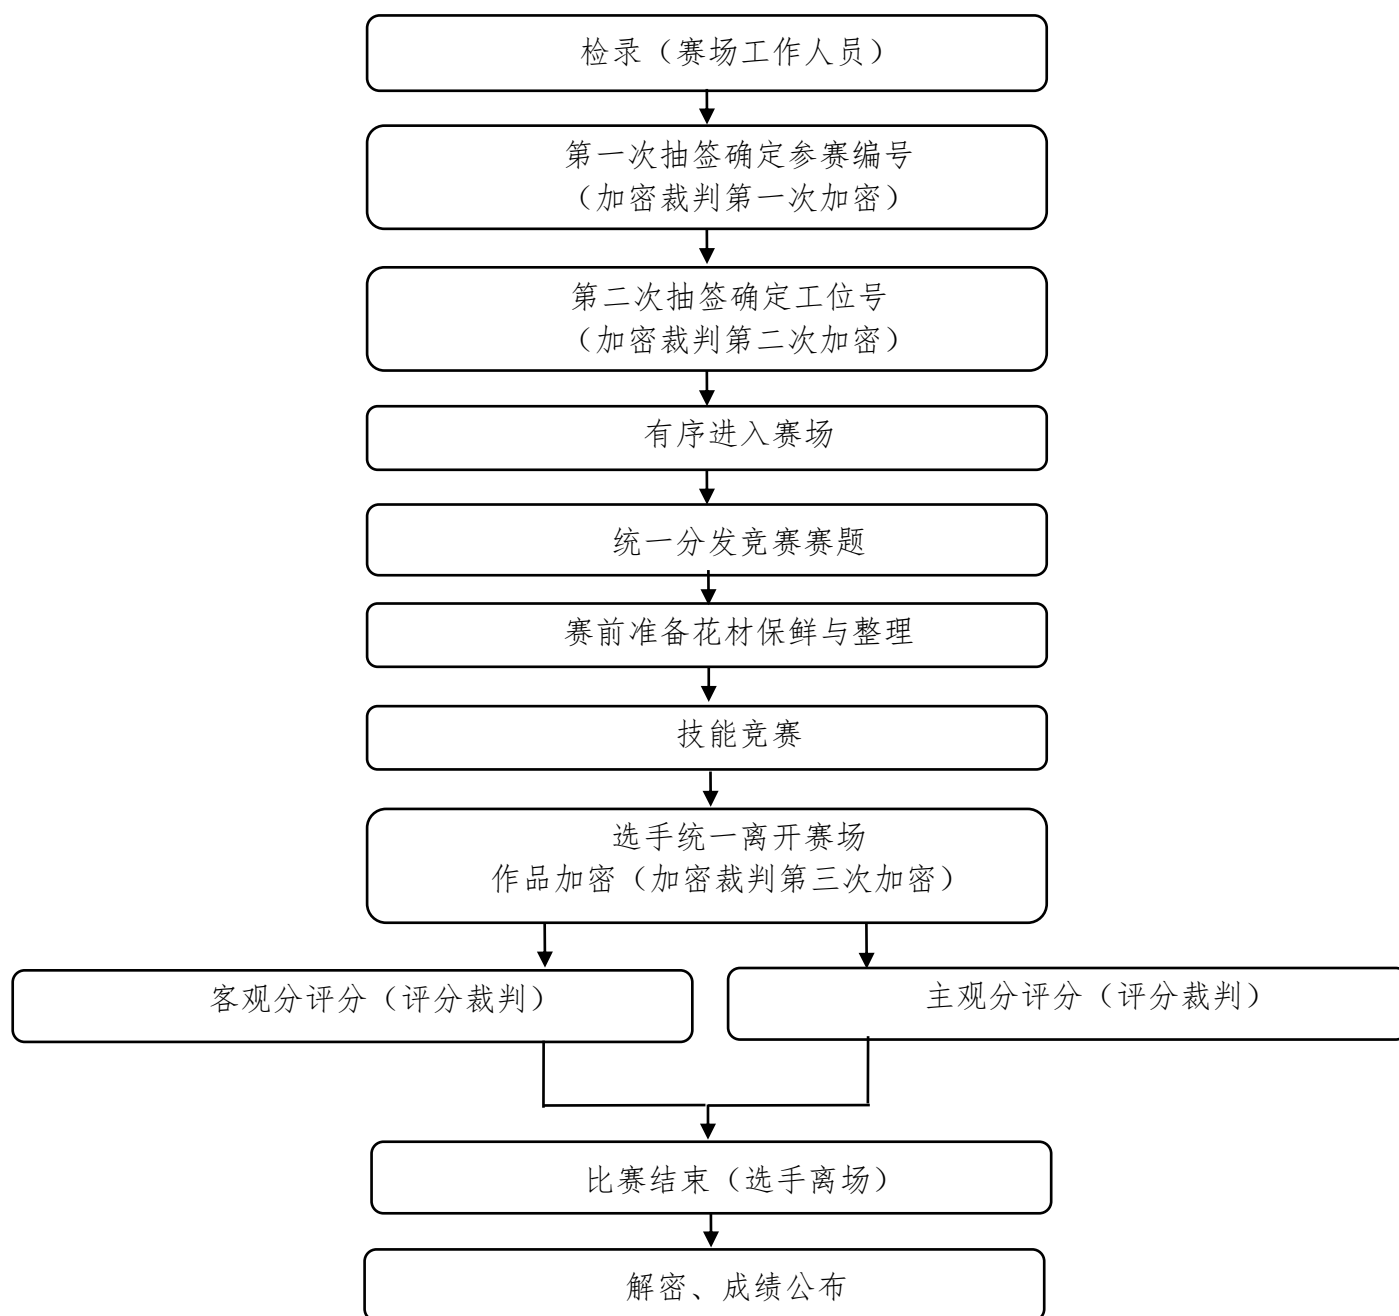 检录（赛场工作人员）
第一次抽签确定参赛编号
（加密裁判第一次加密）
第二次抽签确定工位号
（加密裁判第二次加密）
有序进入赛场
统一分发竞赛赛题
赛前准备花材保鲜与整理
技能竞赛
选手统一离开赛场
作品加密（加密裁判第三次加密）
客观分评分（评分裁判）
主观分评分（评分裁判）
比赛结束（选手离场）
解密、成绩公布